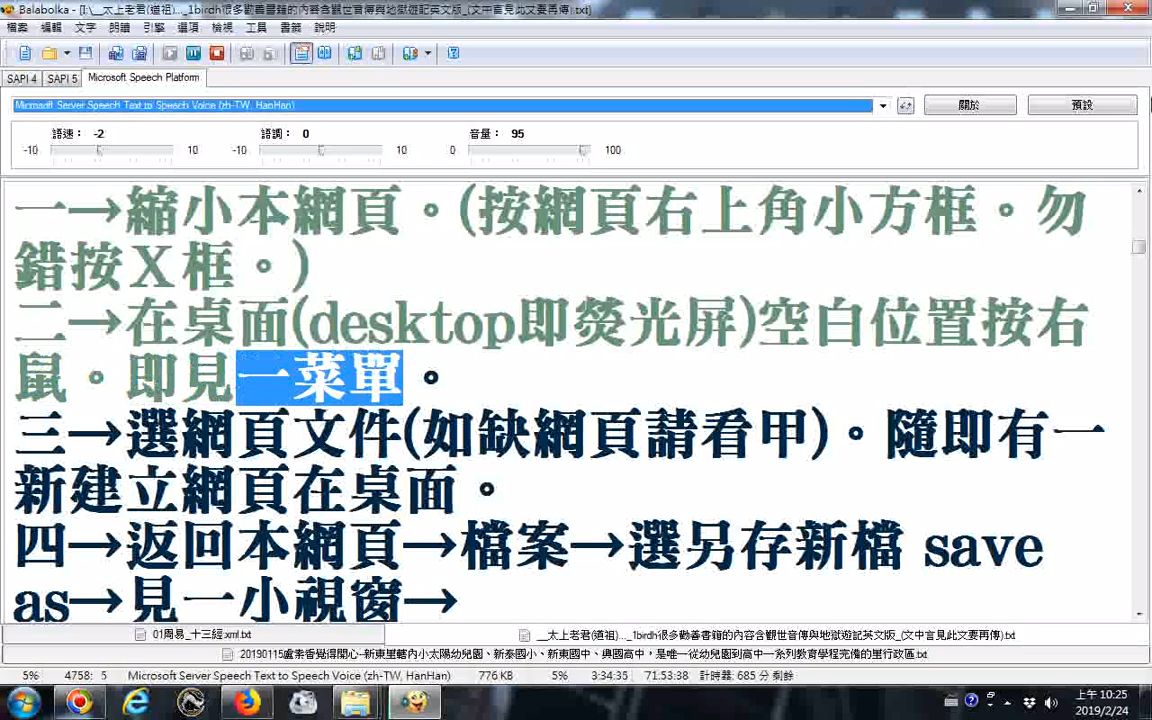 Balabolka - [I:\__太上老君(道祖)..._1birdh很多勸善書籍的內容含觀世音傳與地獄遊記英文版_(文中言見此文要再傳).txt]
檔案 編輯 文字 朗讀 引擎 選項 檢視 工具 書籤 說明
SAPI 4 SAPI 5 Microsoft Speech Platform
Microsoft Server Speech Text to Speech Voice (zh-TW, HanHan)
關於 預設
語速： -2 語調： 0 音量： 95
-10 10 -10 10 0 100
一→縮小本網頁。(按網頁右上角小方框。勿
錯按Ｘ框。)
二→在桌面(desktop即熒光屏)空白位置按右
鼠。即見一菜單。
三→選網頁文件(如缺網頁請看甲)。隨即有一
新建立網頁在桌面。
四→返回本網頁→檔案→選另存新檔 save
as→見一小視窗→
01周易_十三經.xml.txt __太上老君(道祖)..._1birdh很多勸善書籍的內容含觀世音傳與地獄遊記英文版_(文中言見此文要再傳).txt
20190115盧素香覺得開心-新東里轄內小太陽幼兒園、新泰國小、新東國中、興國高中，是唯一從幼兒園到高中一系列教育學程完備的里行政區.txt
5% 4758: 5 Microsoft Server Speech Text to Speech Voice (zh-TW, HanHan) 776 KB 5% 3:34:35 71:53:38 計時器: 685 分 剩餘
上午 10:25
2019/2/24